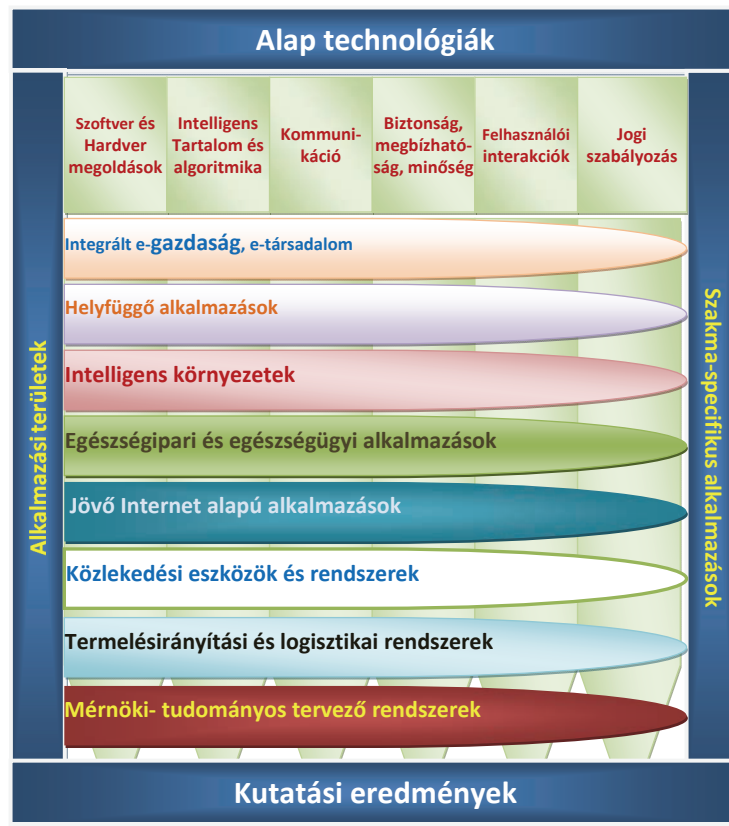 Alap technológiák
Szoftver és
Hardver
megoldások
Intelligens
Tartalom és
algoritmika
Kommuni-
káció
Biztonság,
megbízható-
ság, minőség
Felhasználói
interakciók
Jogi
szabályozás
Alkalmazási területek
Integrált e-gazdaság, e-társadalom
Helyfüggő alkalmazások
Intelligens környezetek
Egészségipari és egészségügyi alkalmazások
Jövő Internet alapú alkalmazások
Közlekedési eszközök és rendszerek
Termelésirányítási és logisztikai rendszerek
Mérnöki- tudományos tervező rendszerek
Szakma-specifikus alkalmazások
Kutatási eredmények